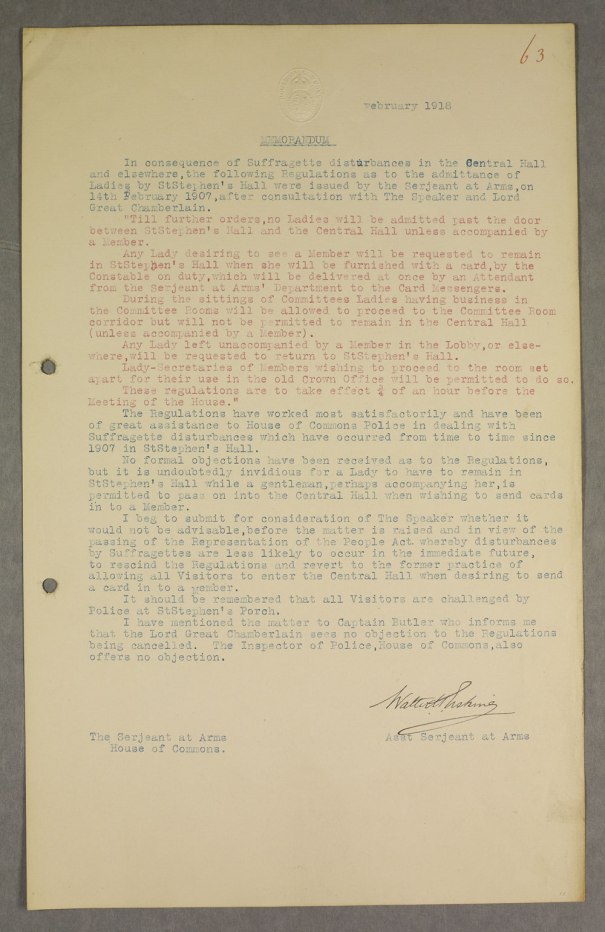 63
February 1918
MEMORANDUM
In consequence of Suffragette disturbances in the Central Hall
and elsewhere,the following Regulations as to the admittance of
Ladies by StStephen's Hall were issued by the Serjeant at Arms,on
14th February 1907,after consultation with The Speaker and Lord
Great Chamberlain.
"Till further orders,no Ladies will be admitted past the door
between StStephen's Hall and the Central Hall unless accompanied by
a Member.
Any Lady desiring to see a Member will be requested to remain
in StStephen's Hall when she will be furnished with a card,by the
Constable on duty,which will be delivered at once by an Attendant
from the Serjeant at Arms' Department to the Card Messengers.
During the sittings of Committees Ladies having business in
the Committee Rooms will be allowed to proceed to the Committee Room
corridor but will not be permitted to remain in the Central Hall
(unless accompanied by a Member).
Any Lady left unaccompanied by a Member in the Lobby,or else-
where,will be requested to return to StStephen's Hall.
Lady-Secretaries of Members wishing to proceed to the room set
apart for their use in the old Crown Office will be permitted to do so.
These regulations are to take effect ¾ of an hour before the
Meeting of the House."
The Regulations have worked most satisfactorily and have been
of great assistance to House of Commons Police in dealing with
Suffragette disturbances which have occurred from time to time since
1907 in StStephen's Hall.
No formal objections have been received as to the Regulations,
but it is undoubtedly invidious for a Lady to have to remain in
StStephen's Hall while a gentleman,perhaps accompanying her,is
permitted to pass on into the Central Hall when wishing to send cards
in to a Member.
I beg to submit for consideration of The Speaker whether it
would not be advisable,before the matter is raised and in view of the
passing of the Representation of the People Act whereby disturbances
by Suffragettes are less likely to occur in the immediate future,
to rescind the Regulations and revert to the former practice of
allowing all Visitors to enter the Central Hall when desiring to send
a card in to a Member.
It should be remembered that all Visitors are challenged by
Police at StStephen's Porch.
I have mentioned the matter to Captain Butler who informs me
that the Lord Great Chamberlain sees no objection to the Regulations
being cancelled. The Inspector of Police,House of Commons,also
offers no objection.
Walter H Erskine
The Serjeant at Arms
Asst Serjeant at Arms
House of Commons.